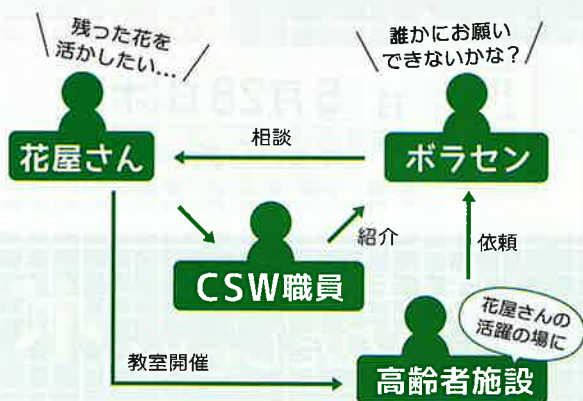 残った花を
活かしたい…
誰かにお願い
できないかな?
花屋さん
相談
ボラセン
CSW職員
紹介
依頼
花屋さんの
活躍の場に
教室開催
高齢者施設